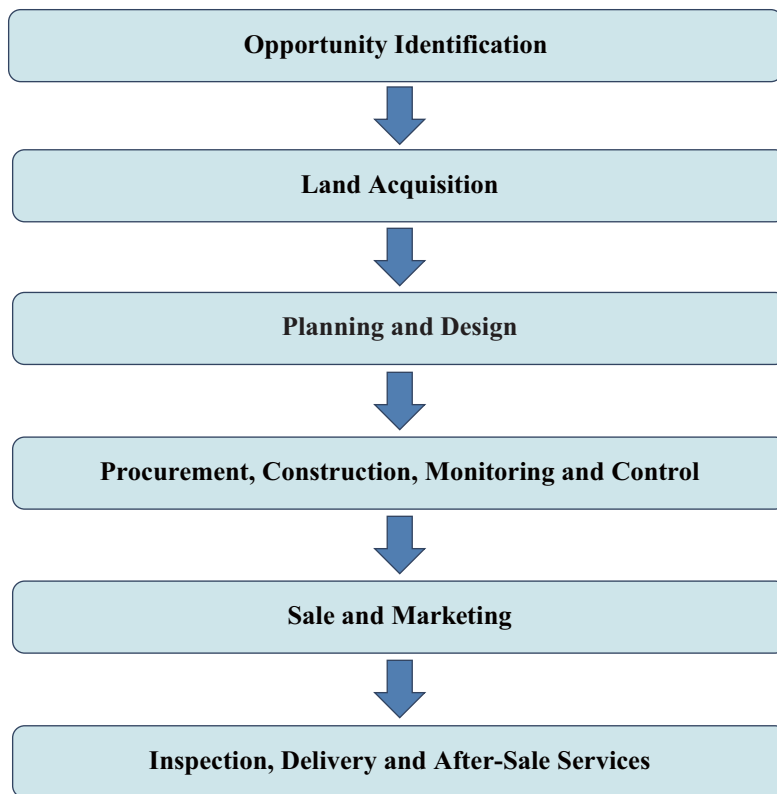 Opportunity Identification
Land Acquisition
Planning and Design
Procurement, Construction, Monitoring and Control
Sale and Marketing
Inspection, Delivery and After-Sale Services